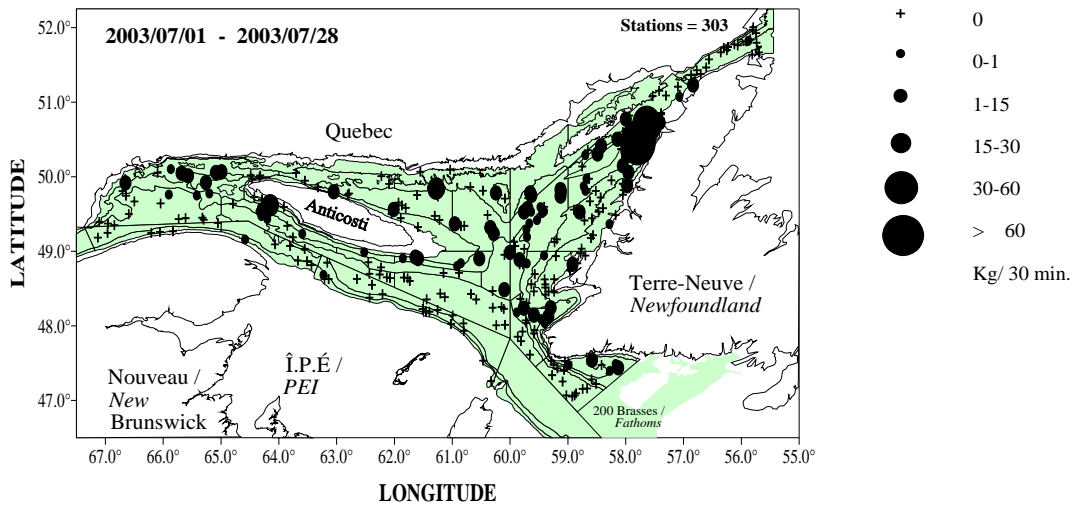 2003/07/01 - 2003/07/28
Stations = 303
52.0°
51.0°
50.0°
49.0°
48.0°
47.0°
LATITUDE
Quebec
Anticosti
Terre-Neuve /
Newfoundland
Nouveau /
New
Brunswick
Î.P.É /
PEI
200 Brasses /
Fathoms
67.0° 66.0° 65.0° 64.0° 63.0° 62.0° 61.0° 60.0° 59.0° 58.0° 57.0° 56.0° 55.0°
LONGITUDE
0
0-1
1-15
15-30
30-60
> 60
Kg/ 30 min.